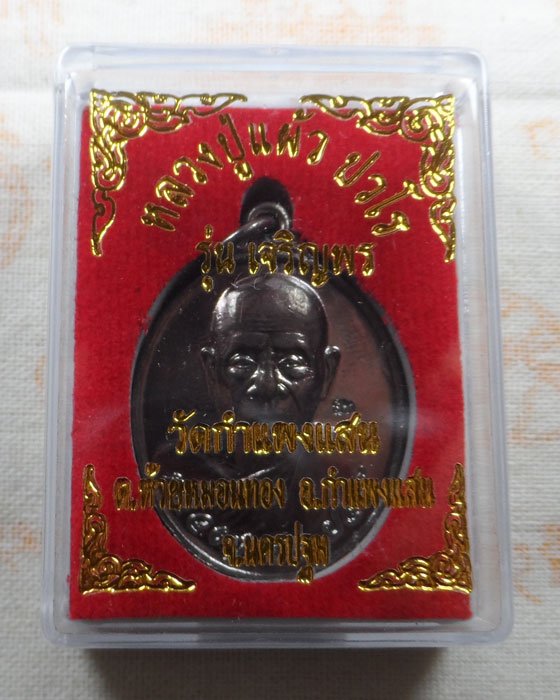 หลวงปู่แผ้ว ปวโร
รุ่น เจริญพร
วัดกำแพงแสน
ต.ห้วยหมอนทอง อ.กำแพงแสน
จ.นครปฐม